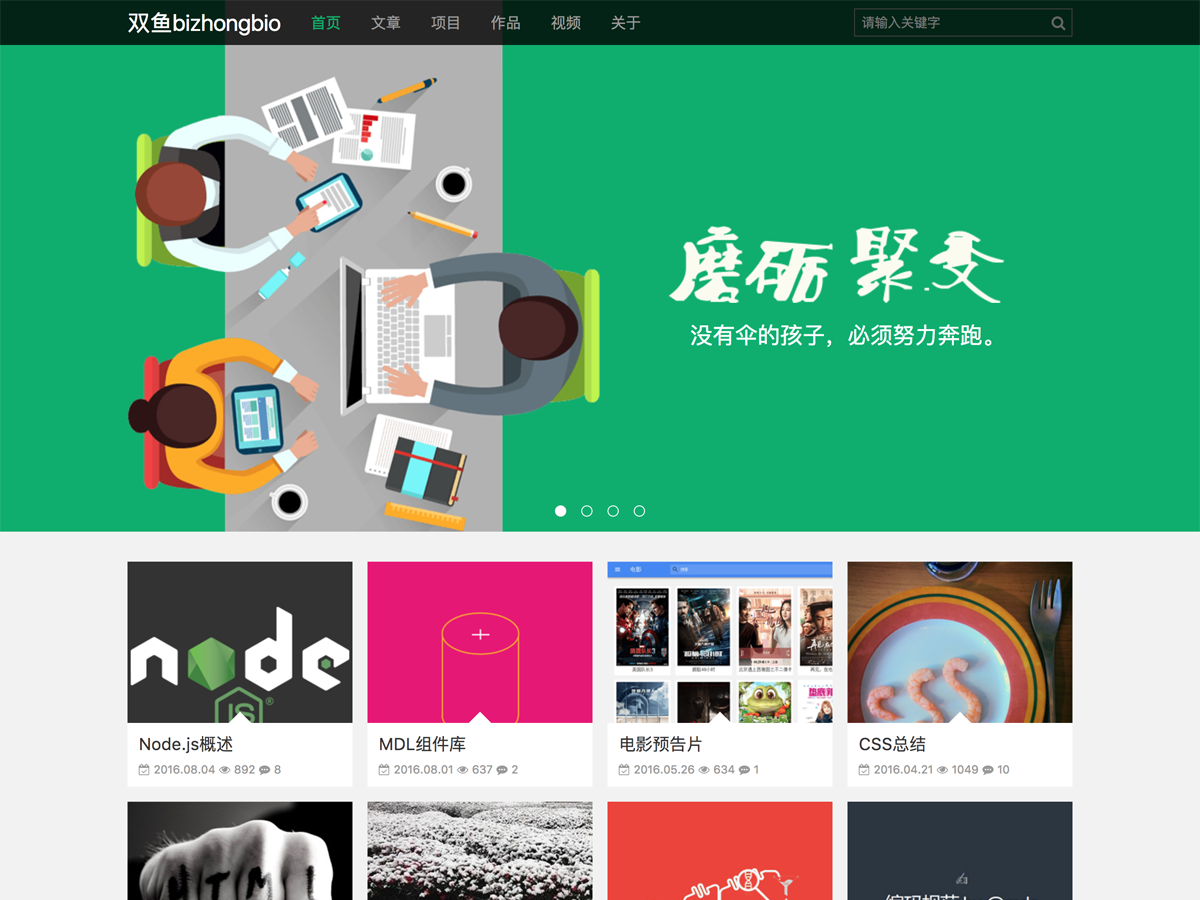 双鱼bizhongbio
首页 文章 项目 作品 视频 关于
请输入关键字
磨砺 聚变
没有伞的孩子，必须努力奔跑。
node
JS
®
电影
CSS
Node.js概述
2016.08.04 892 8
MDL组件库
2016.08.01 637 2
电影预告片
2016.05.26 634 1
CSS总结
2016.04.21 1049 10
HTML